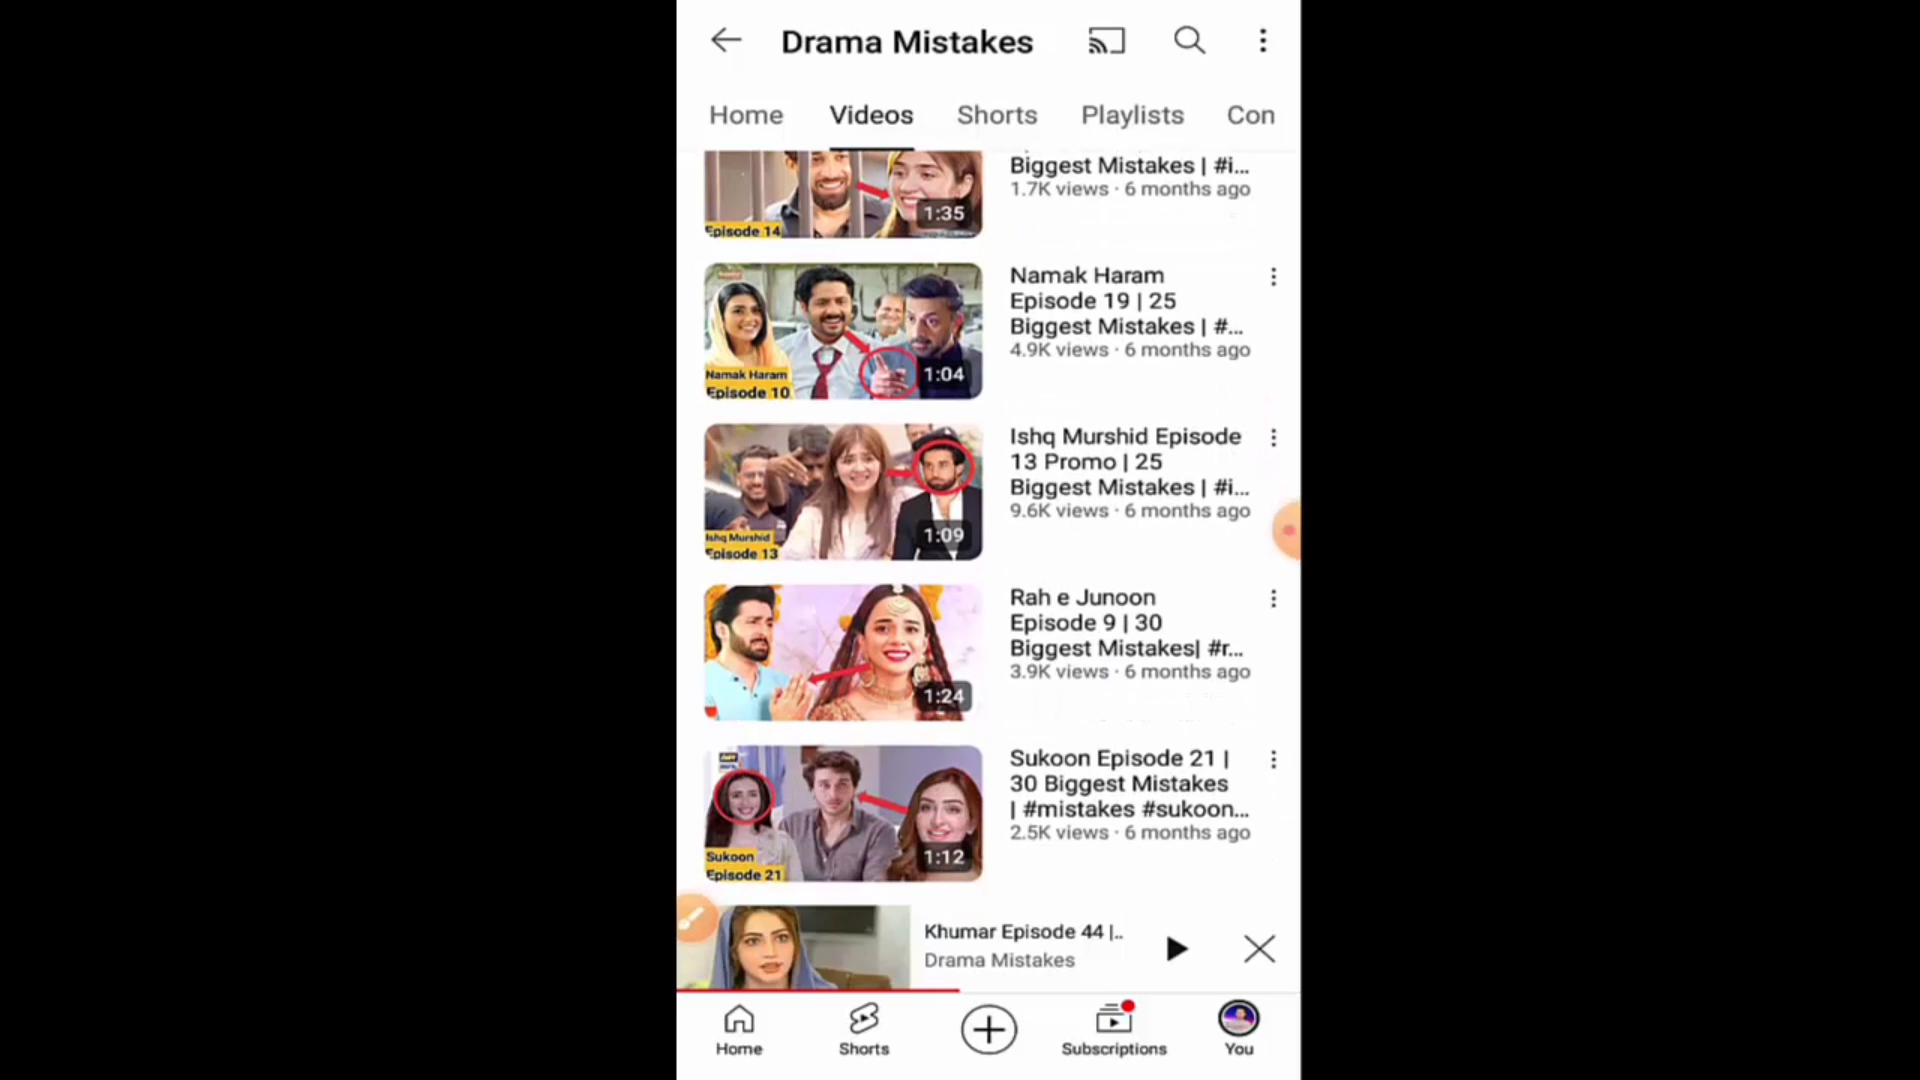 Drama Mistakes
Home Videos Shorts Playlists Con
Biggest Mistakes | #i...
1.7K views · 6 months ago
1:35
Episode 14
Namak Haram
Episode 19 | 25
Biggest Mistakes | #...
4.9K views · 6 months ago
Namak Haram
Episode 10
1:04
Ishq Murshid Episode
13 Promo | 25
Biggest Mistakes | #i...
9.6K views · 6 months ago
Ishq Murshid
Episode 13
1:09
Rah e Junoon
Episode 9 | 30
Biggest Mistakes| #r...
3.9K views · 6 months ago
1:24
Sukoon Episode 21 |
30 Biggest Mistakes
| #mistakes #sukoon...
2.5K views · 6 months ago
Sukoon
Episode 21
1:12
Khumar Episode 44 |..
Drama Mistakes
Home Shorts Subscriptions You